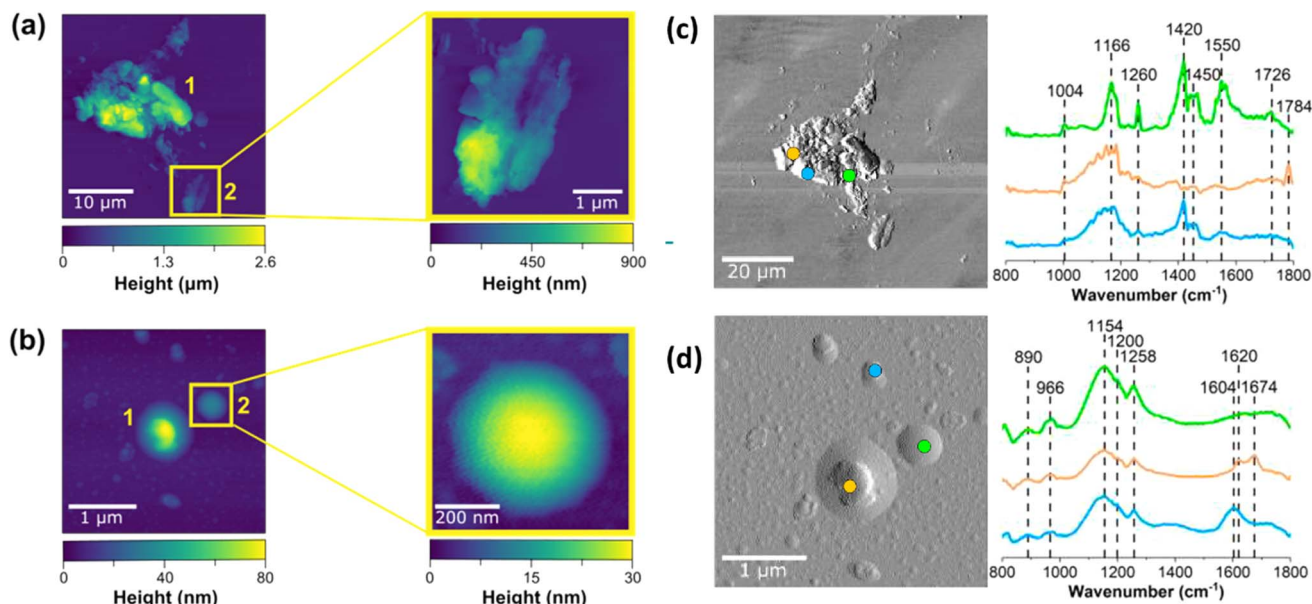 (a)
1
2
10 µm
1 µm
0 1.3 2.6
Height (µm)
0 450 900
Height (nm)
(b)
1
2
1 µm
200 nm
0 40 80
Height (nm)
0 15 30
Height (nm)
(c)
20 µm
1420
1166 1550
1260 1450 1726
1004 1784
800 1000 1200 1400 1600 1800
Wavenumber (cm-1)
(d)
1 µm
1154
1200
890 1258 1620
966 1604 1674
800 1000 1200 1400 1600 1800
Wavenumber (cm-1)